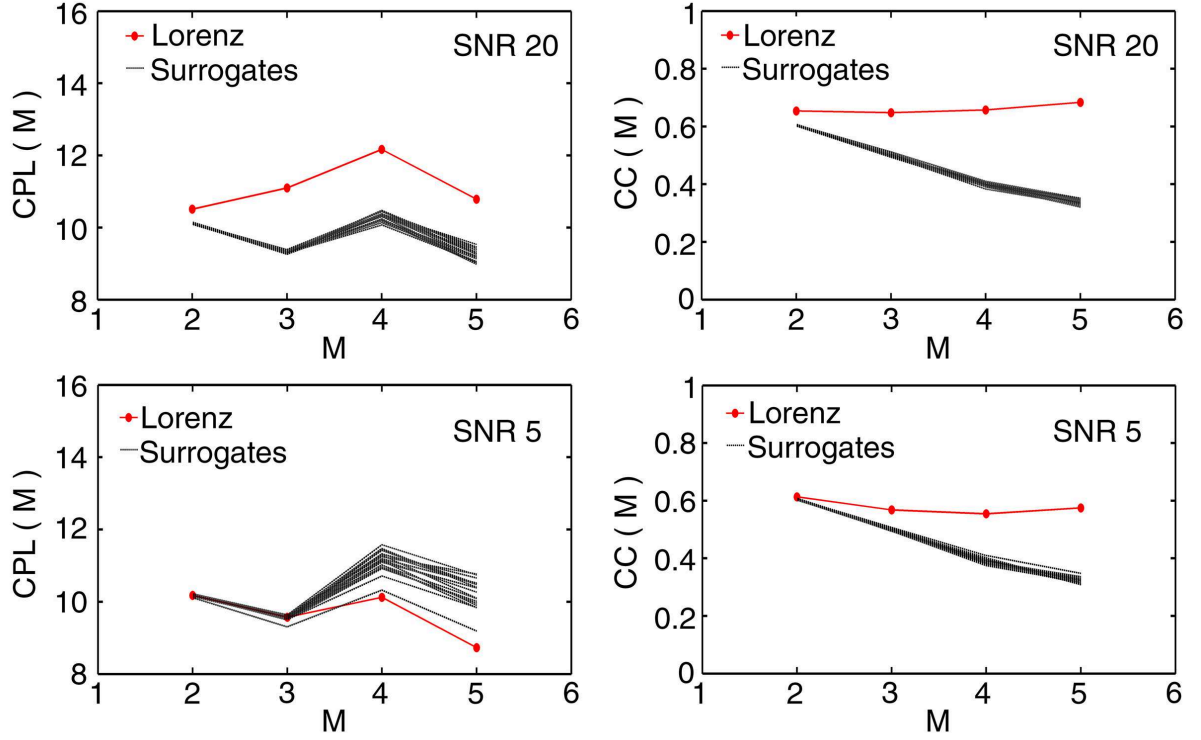 16
14
12
10
8
CPL ( M )
Lorenz
Surrogates
SNR 20
1 2 3 4 5 6
M
1
0.8
0.6
0.4
0.2
0
CC ( M )
Lorenz
Surrogates
SNR 20
1 2 3 4 5 6
M
16
14
12
10
8
CPL ( M )
Lorenz
Surrogates
SNR 5
1 2 3 4 5 6
M
1
0.8
0.6
0.4
0.2
0
CC ( M )
Lorenz
Surrogates
SNR 5
1 2 3 4 5 6
M